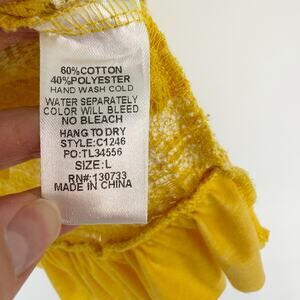 60%COTTON
40%POLYESTER
HAND WASH COLD
WATER SEPARATELY
COLOR WILL BLEED
NO BLEACH
HANG TO DRY
STYLE:C1246
PO:TL34556
SIZE:L
RN#:130733
MADE IN CHINA